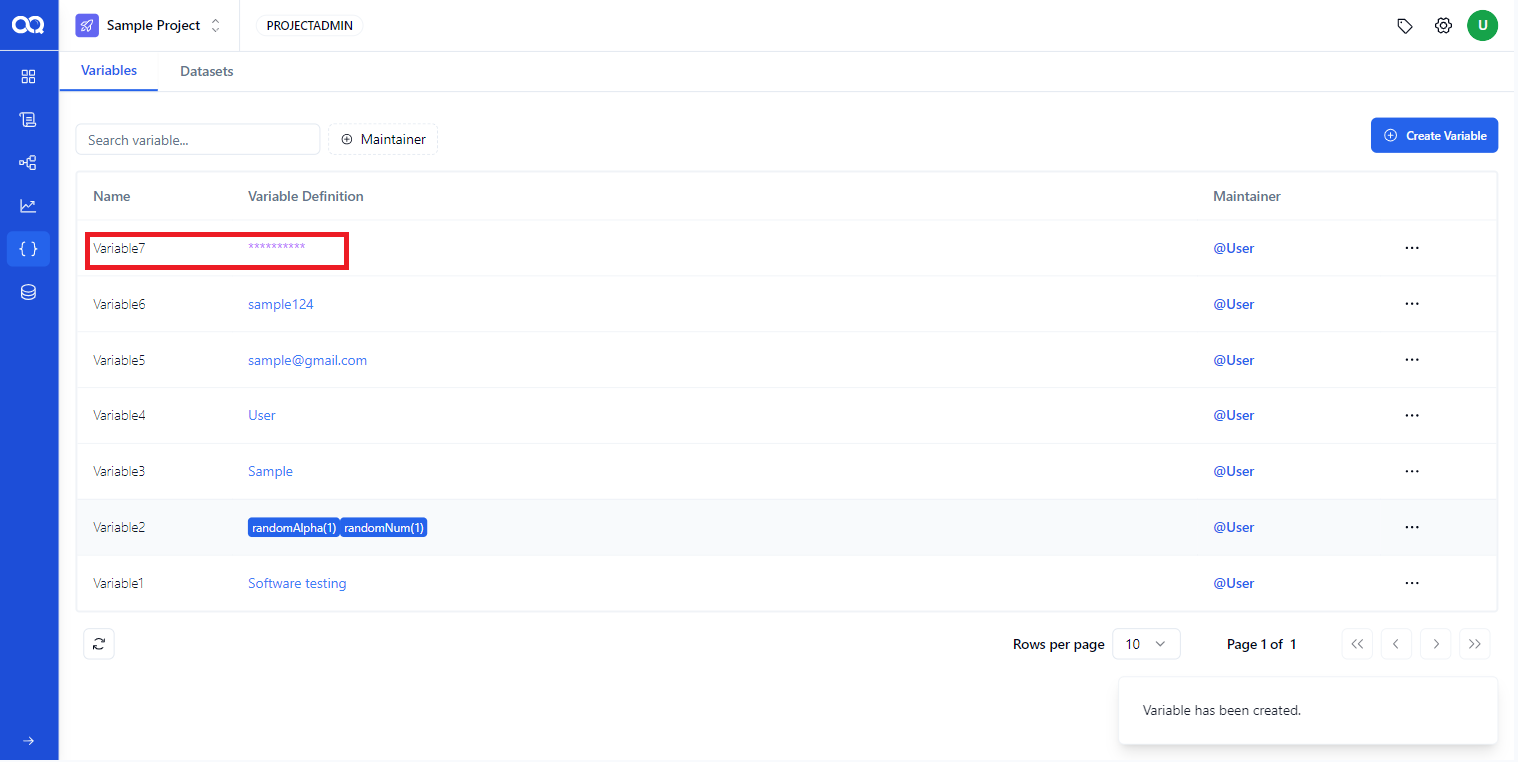 Sample Project PROJECTADMIN U
Variables Datasets
Search variable... Maintainer Create Variable
Name Variable Definition Maintainer
Variable7 ********** @User ...
Variable6 sample124 @User ...
Variable5 sample@gmail.com @User ...
Variable4 User @User ...
Variable3 Sample @User ...
Variable2 randomAlpha(1) randomNum(1) @User ...
Variable1 Software testing @User ...
Rows per page 10 Page 1 of 1
Variable has been created.